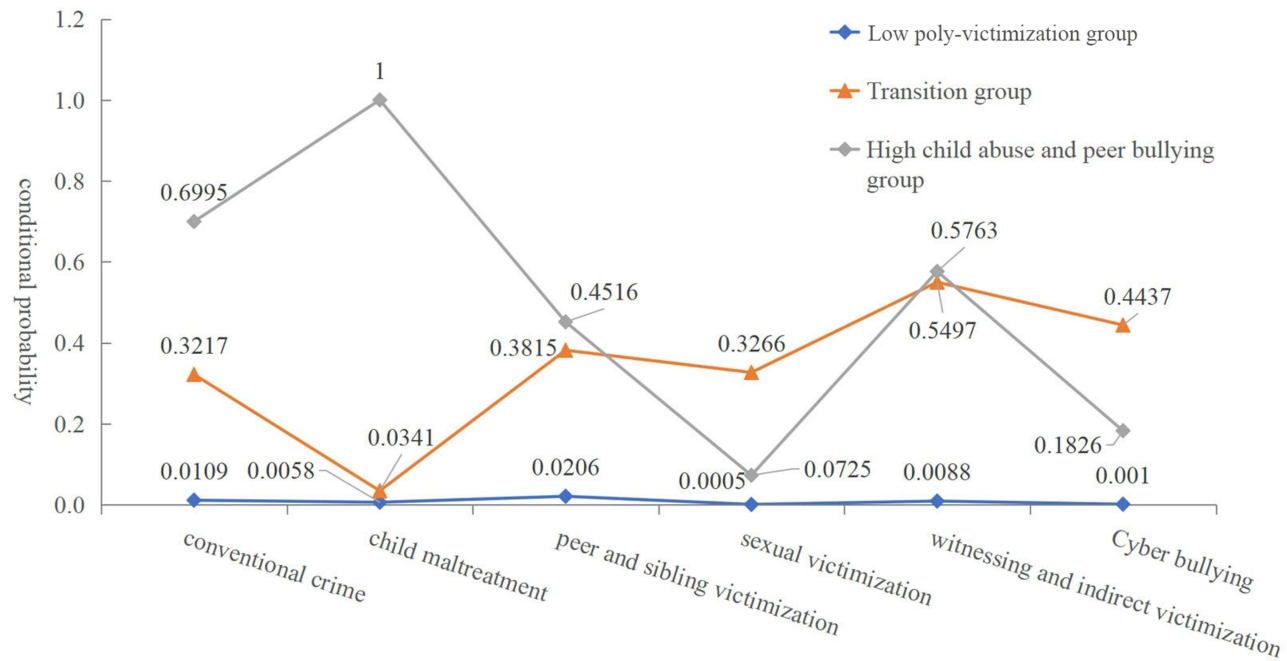 1.2
1.0
0.8
0.6
0.4
0.2
0.0
conditional probability
Low poly-victimization group
Transition group
High child abuse and peer bullying
group
0.6995
1
0.4516
0.0725
0.5763
0.1826
0.3217
0.0341
0.3815
0.3266
0.5497
0.4437
0.0109
0.0058
0.0206
0.0005
0.0088
0.001
conventional crime
child maltreatment
peer and sibling victimization
sexual victimization
witnessing and indirect victimization
Cyber bullying